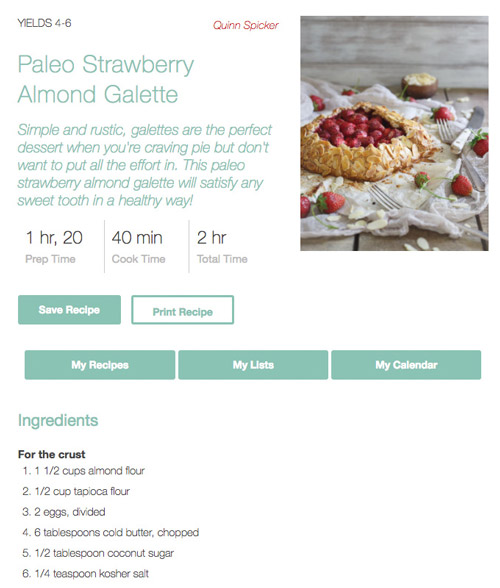 YIELDS 4-6
Quinn Spicker
Paleo Strawberry
Almond Galette
Simple and rustic, galettes are the perfect
dessert when you're craving pie but don't
want to put all the effort in. This paleo
strawberry almond galette will satisfy any
sweet tooth in a healthy way!
1 hr, 20 40 min 2 hr
Prep Time Cook Time Total Time
Save Recipe Print Recipe
My Recipes My Lists My Calendar
Ingredients
For the crust
1. 1 1/2 cups almond flour
2. 1/2 cup tapioca flour
3. 2 eggs, divided
4. 6 tablespoons cold butter, chopped
5. 1/2 tablespoon coconut sugar
6. 1/4 teaspoon kosher salt